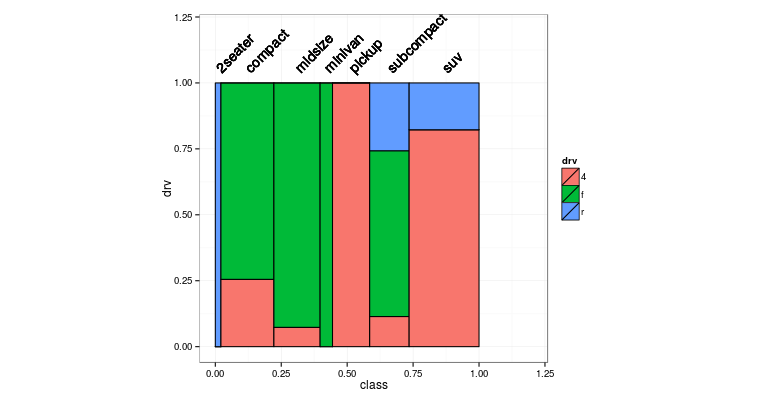 1.25
2seater compact midsize minivan pickup subcompact suv
1.00
0.75
drv
0.50
0.25
0.00
0.00 0.25 0.50 0.75 1.00 1.25
class
drv
4
f
r